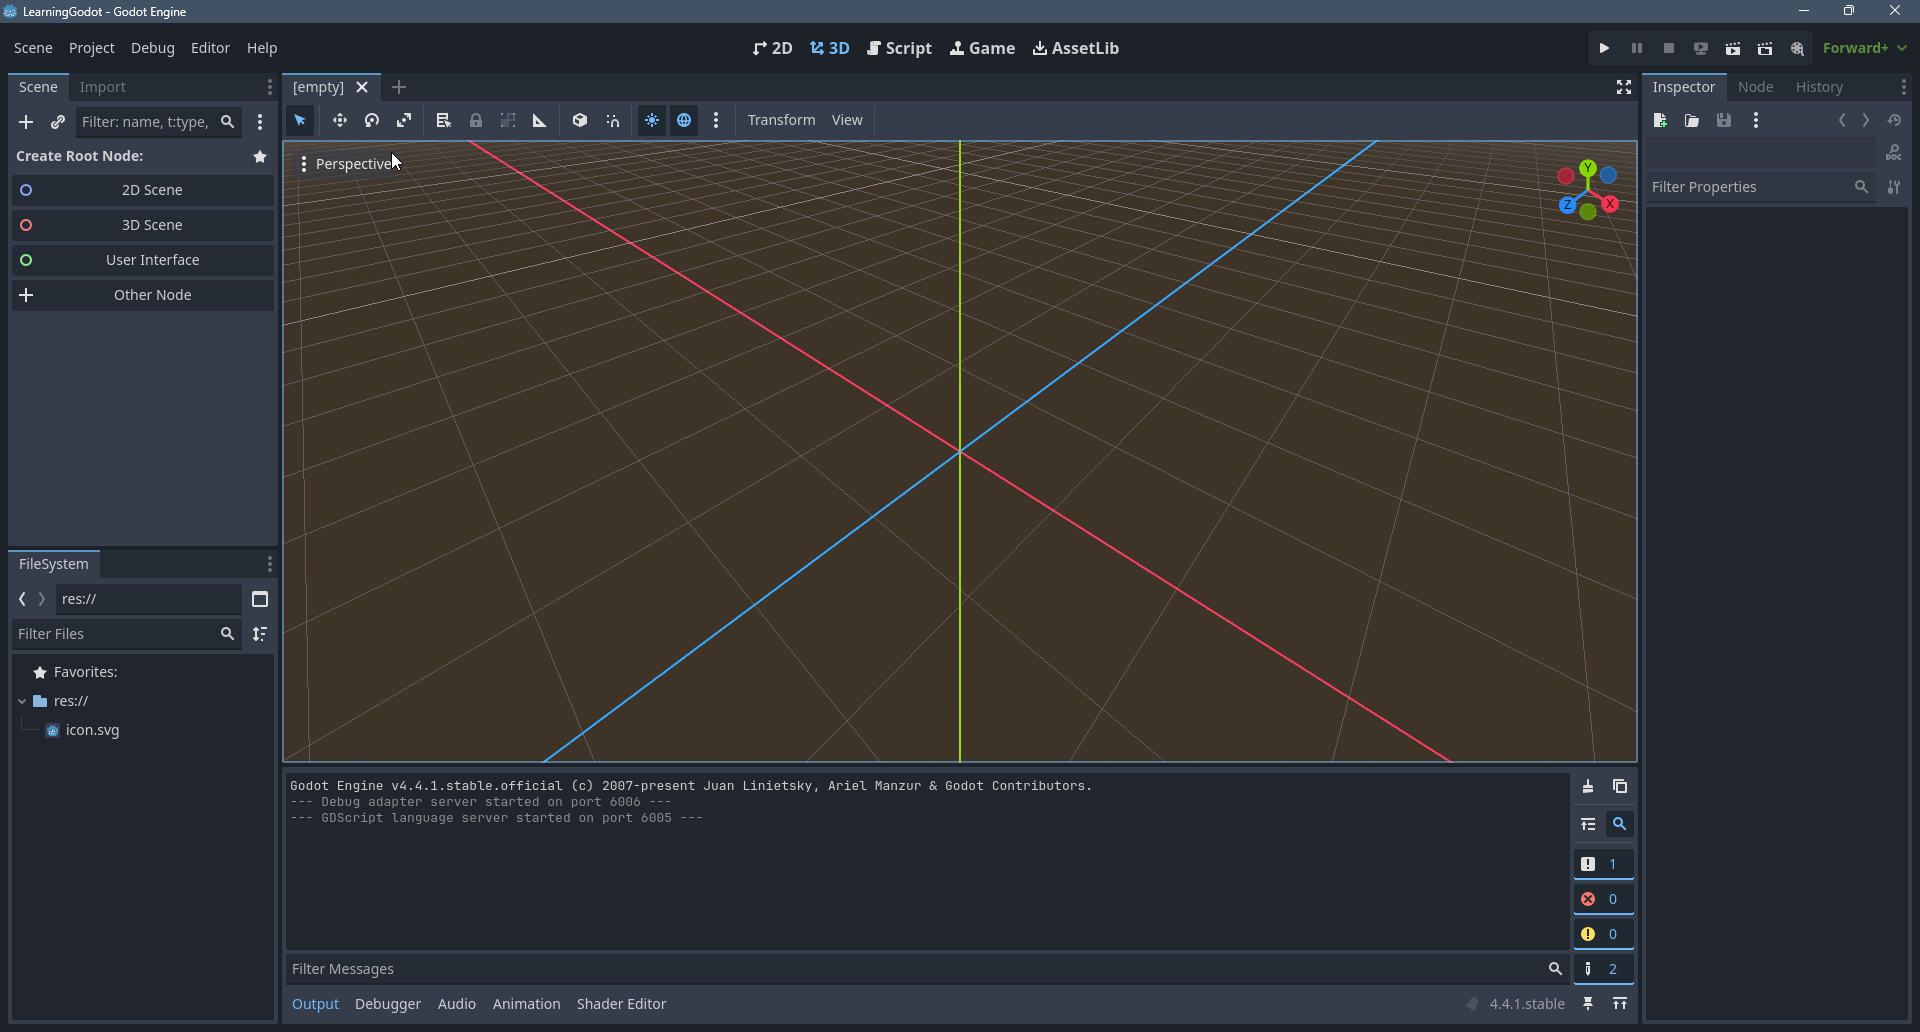 LearningGodot - Godot Engine
Scene Project Debug Editor Help
2D 3D Script Game AssetLib
Forward+
Scene Import
[empty]
Inspector Node History
Filter: name, t:type,
Transform View
Create Root Node:
Perspective
DOC
2D Scene
3D Scene
User Interface
Other Node
Filter Properties
Y
Z
X
FileSystem
res://
Filter Files
Favorites:
res://
icon.svg
Godot Engine v4.4.1.stable.official (c) 2007-present Juan Linietsky, Ariel Manzur & Godot Contributors.
--- Debug adapter server started on port 6006 ---
--- GDScript language server started on port 6005 ---
1
0
0
2
Filter Messages
Output Debugger Audio Animation Shader Editor
4.4.1.stable